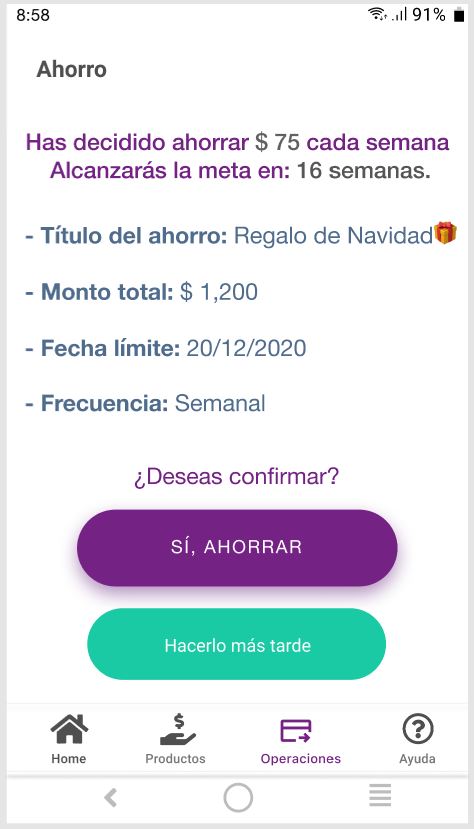 8:58 91%
Ahorro
Has decidido ahorrar $ 75 cada semana
Alcanzarás la meta en: 16 semanas.
- Título del ahorro: Regalo de Navidad🎁
- Monto total: $ 1,200
- Fecha límite: 20/12/2020
- Frecuencia: Semanal
¿Deseas confirmar?
SÍ, AHORRAR
Hacerlo más tarde
Home Productos Operaciones Ayuda